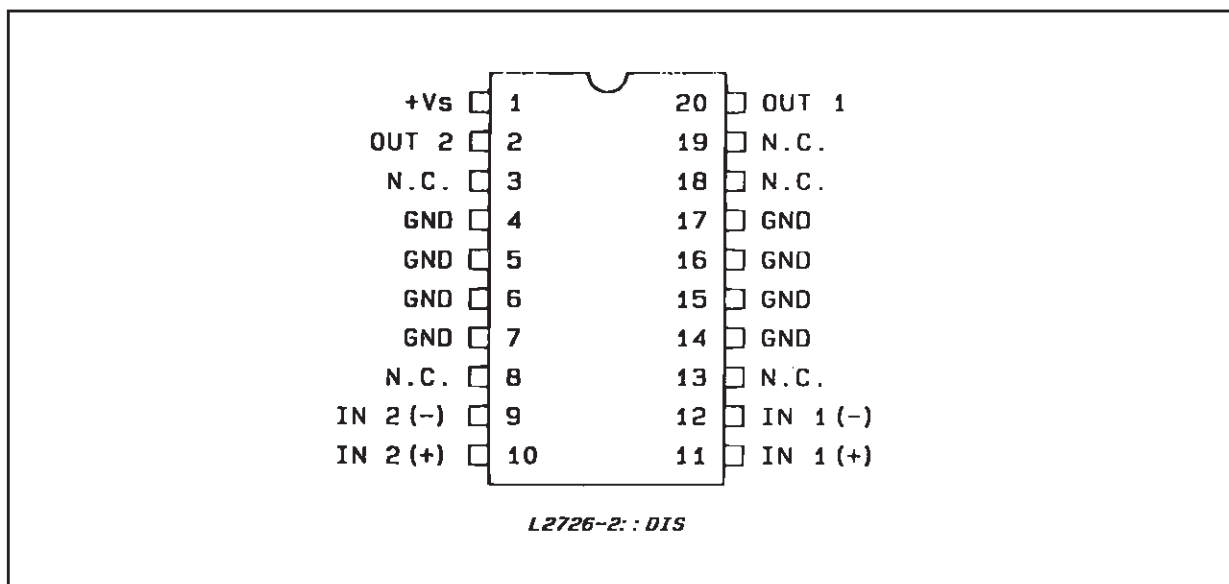 +Vs 1 20 OUT 1
OUT 2 2 19 N.C.
N.C. 3 18 N.C.
GND 4 17 GND
GND 5 16 GND
GND 6 15 GND
GND 7 14 GND
N.C. 8 13 N.C.
IN 2(-) 9 12 IN 1(-)
IN 2(+) 10 11 IN 1(+)
L2726-2::DIS